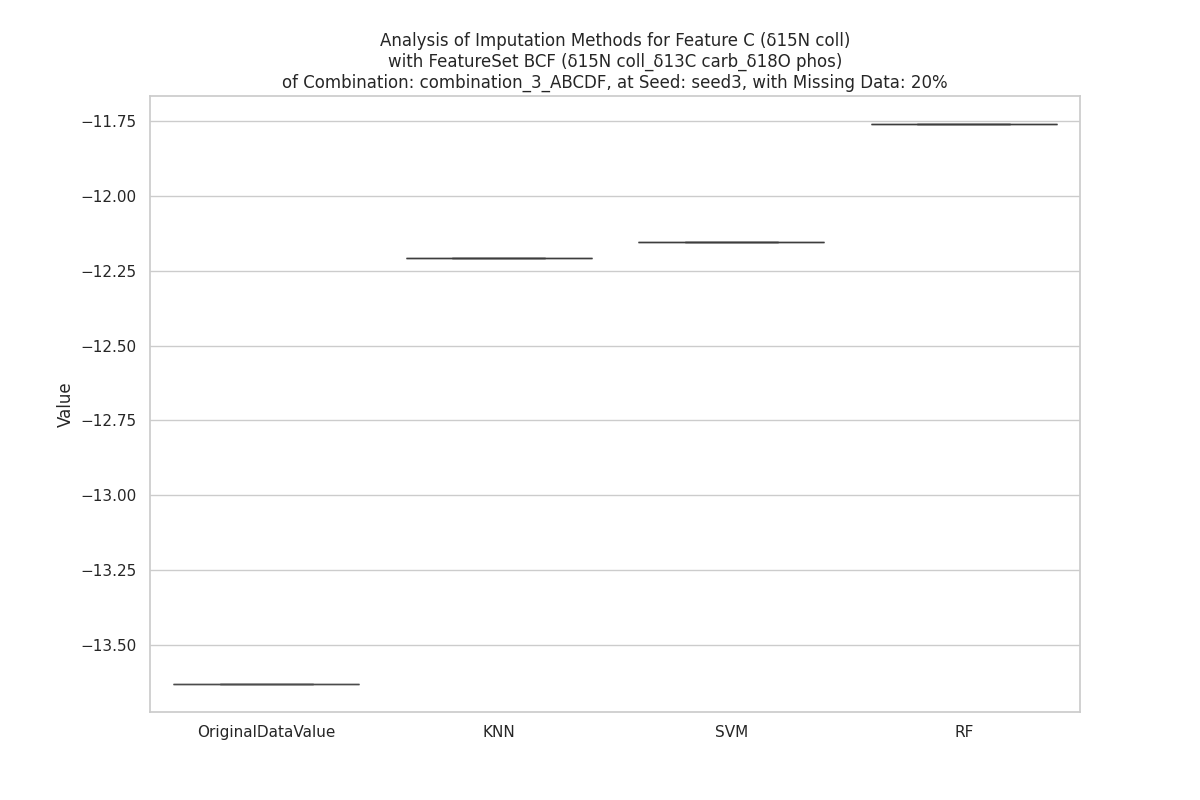 Analysis of Imputation Methods for Feature C (δ15N coll)
with FeatureSet BCF (δ15N coll_δ13C carb_δ18O phos)
of Combination: combination_3_ABCDF, at Seed: seed3, with Missing Data: 20%
−11.75
−12.00
−12.25
−12.50
−12.75
−13.00
−13.25
−13.50
Value
OriginalDataValue
KNN
SVM
RF